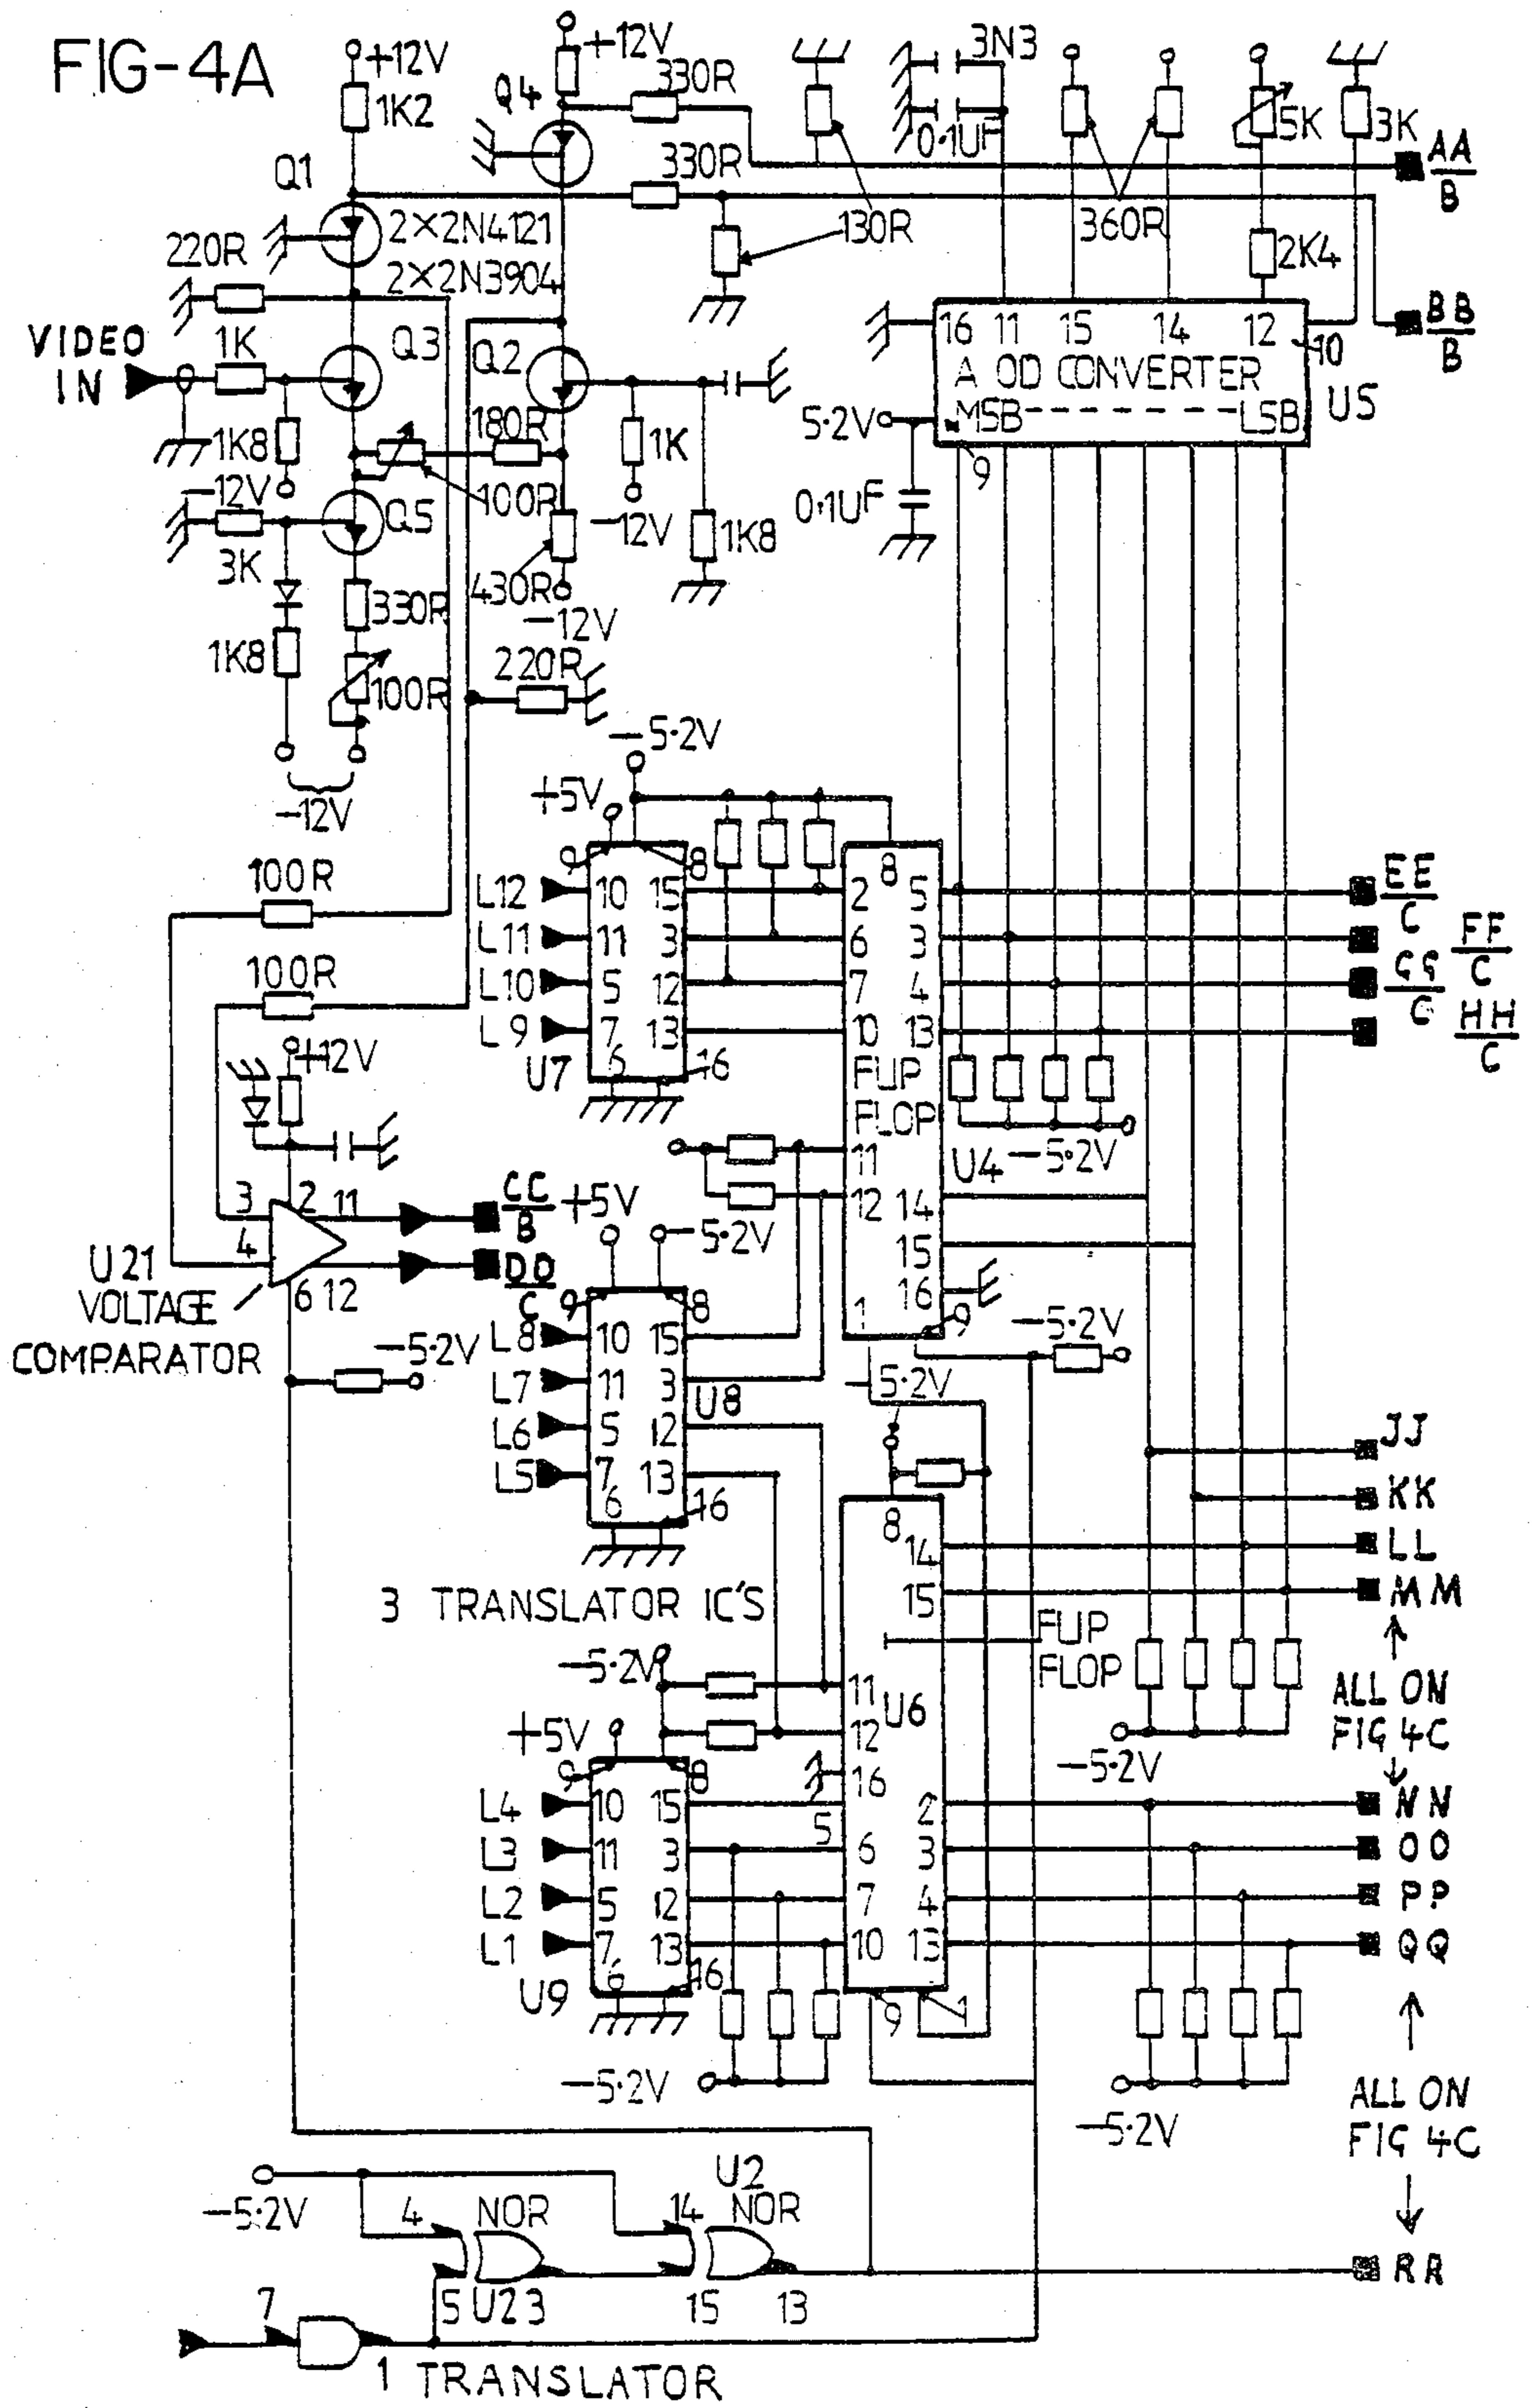 FIG-4A
+12V
+12V
3N3
1K2
Q4
330R
0.1UF
5K
3K
AA
B
Q1
330R
220R
2×2N4121
130R
360R
2K4
2×2N3904
BB
B
VIDEO
IN
1K
Q3
Q2
16 11 15 14 12 10
A OD CONVERTER
U5
MSB--------LSB
5.2V
9
1K8
180R
1K
-12V
100R
Q5
-12V
1K8
0.1UF
3K
330R
430R
-12V
1K8
100R
220R
-12V
-5.2V
+5V
9 8
8
100R
L12 10 15 2 5
EE
C
L11 11 3 6 3
FF
C
L10 5 12 7 4
GG
C
100R
L9 7 13 10 13
HH
C
U7 6 16
FLIP
FLOP
+12V
11
U4 -5.2V
3 2 11
CC
B
+5V
12 14
-5.2V
4
15
U21
VOLTAGE
COMPARATOR
6 12
DD
C
9 8
16
1 9
-5.2V
L8 10 15
-5.2V
L7 11 3
U8
-5.2V
L6 5 12
L5 7 13
6 16
JJ
KK
8
14
LL
3 TRANSLATOR IC'S
15
MM
FLIP
FLOP
-5.2V
11
U6
ALL ON
FIG 4C
+5V
12
-5.2V
9 8
16
L4 10 15 5 2
NN
L3 11 3 6 3
OO
L2 5 12 7 4
PP
L1 7 13 10 13
QQ
U9 6 16
9 1
-5.2V
-5.2V
ALL ON
FIG 4C
-5.2V
U2
4 NOR
14 NOR
RR
5 U2 3
15 13
7
1 TRANSLATOR